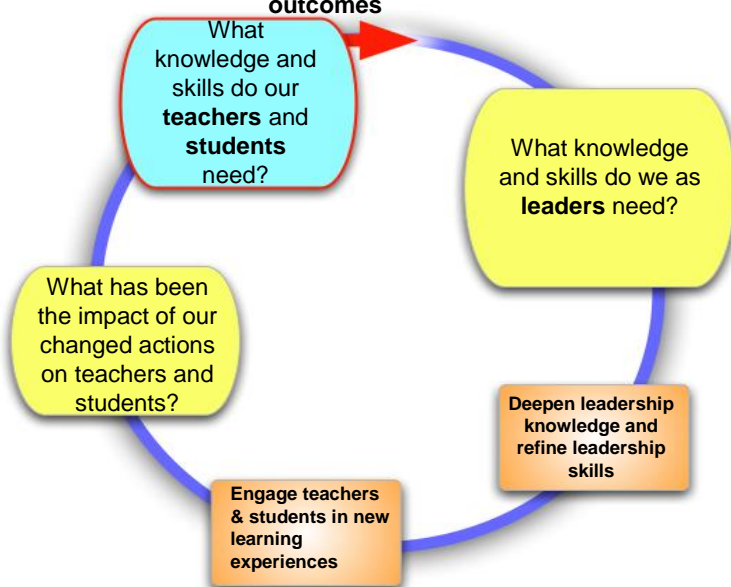 outcomes
What
knowledge and
skills do our
teachers and
students
need?
What knowledge
and skills do we as
leaders need?
Deepen leadership
knowledge and
refine leadership
skills
Engage teachers
& students in new
learning
experiences
What has been
the impact of our
changed actions
on teachers and
students?